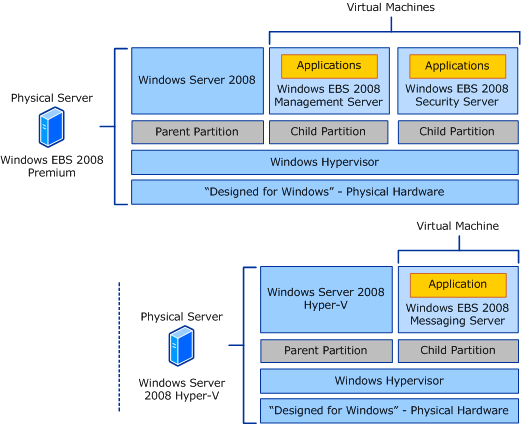 Virtual Machines
Windows Server 2008
Applications
Windows EBS 2008
Management Server
Applications
Windows EBS 2008
Security Server
Physical Server
Windows EBS 2008
Premium
Parent Partition
Child Partition
Child Partition
Windows Hypervisor
“Designed for Windows” - Physical Hardware
Virtual Machine
Windows Server 2008
Hyper-V
Application
Windows EBS 2008
Messaging Server
Physical Server
Windows Server
2008 Hyper-V
Parent Partition
Child Partition
Windows Hypervisor
“Designed for Windows” - Physical Hardware